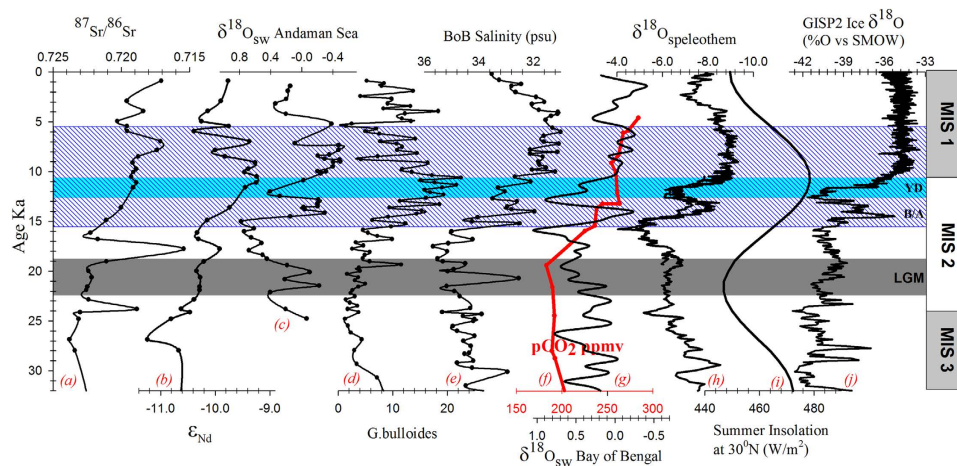 87Sr/86Sr
δ18OSW Andaman Sea
BoB Salinity (psu)
δ18Ospeleothem
GISP2 Ice δ18O
(%O vs SMOW)
0.725 0.720 0.715
1.0 0.6 0.2 -0.4
36 34 32
-4.0 -6.0 -8.0 -10.0
-42 -39 -36 -33
Age Ka
0
5
10
15
20
25
30
YD
B/A
LGM
MIS 1
MIS 2
MIS 3
pCO2 ppmv
(a) (b) (c) (d) (e) (f) (g) (h) (i) (j)
-11.0 -10.0 -9.0
0 10 20
150 200 250 300
440 460 480
εNd
G.bulloides
1.0 0.5 0.0 -0.5
δ18OSW Bay of Bengal
Summer Insolation
at 30⁰N (W/m2)